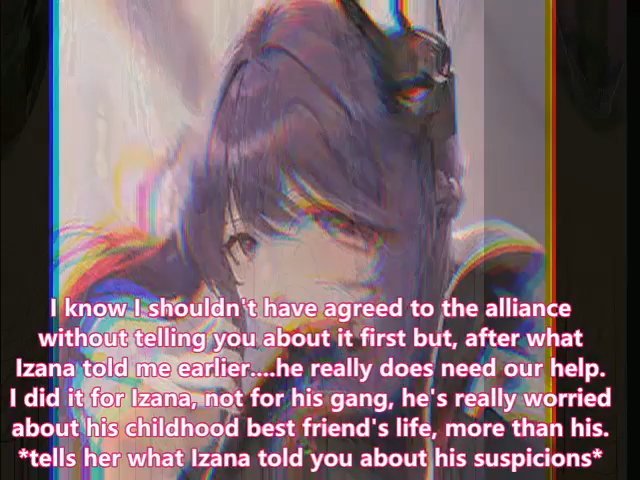 I know I shouldn't have agreed to the alliance
without telling you about it first but, after what
Izana told me earlier....he really does need our help.
I did it for Izana, not for his gang, he's really worried
about his childhood best friend's life, more than his.
*tells her what Izana told you about his suspicions*